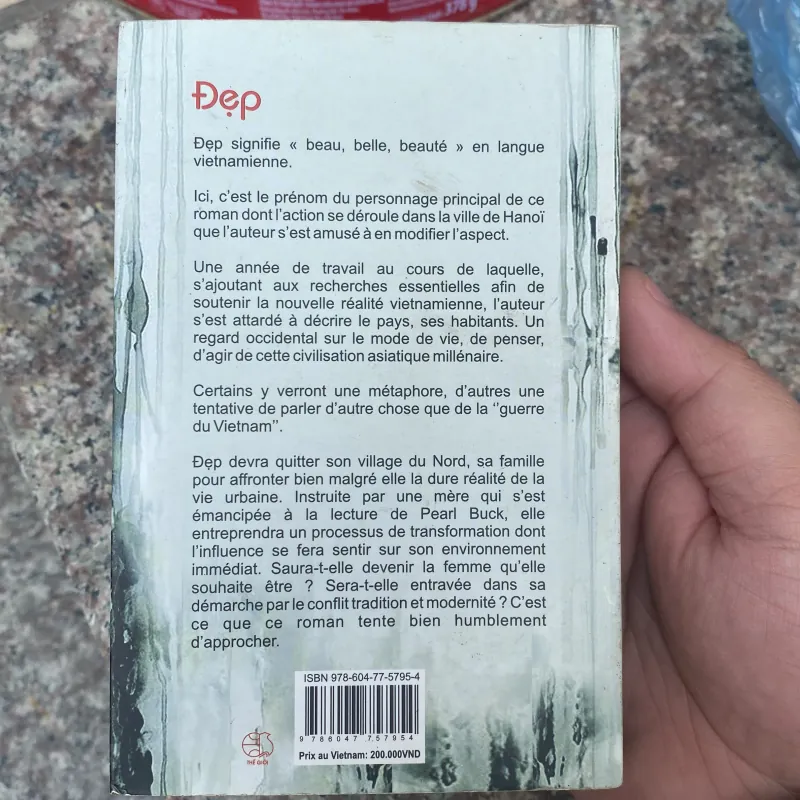 378 g
Đẹp
Đẹp signifie « beau, belle, beauté » en langue
vietnamienne.
Ici, c'est le prénom du personnage principal de ce
roman dont l'action se déroule dans la ville de Hanoï
que l'auteur s'est amusé à en modifier l'aspect.
Une année de travail au cours de laquelle,
s'ajoutant aux recherches essentielles afin de
soutenir la nouvelle réalité vietnamienne, l'auteur
s'est attardé à décrire le pays, ses habitants. Un
regard occidental sur le mode de vie, de penser,
d'agir de cette civilisation asiatique millénaire.
Certains y verront une métaphore, d'autres une
tentative de parler d'autre chose que de la ''guerre
du Vietnam''.
Đẹp devra quitter son village du Nord, sa famille
pour affronter bien malgré elle la dure réalité de la
vie urbaine. Instruite par une mère qui s'est
émancipée à la lecture de Pearl Buck, elle
entreprendra un processus de transformation dont
l'influence se fera sentir sur son environnement
immédiat. Saura-t-elle devenir la femme qu'elle
souhaite être ? Sera-t-elle entravée dans sa
démarche par le conflit tradition et modernité ? C'est
ce que ce roman tente bien humblement
d'approcher.
ISBN 978-604-77-5795-4
9 786047 757954
Prix au Vietnam: 200.000VND
THẾ GIỚI